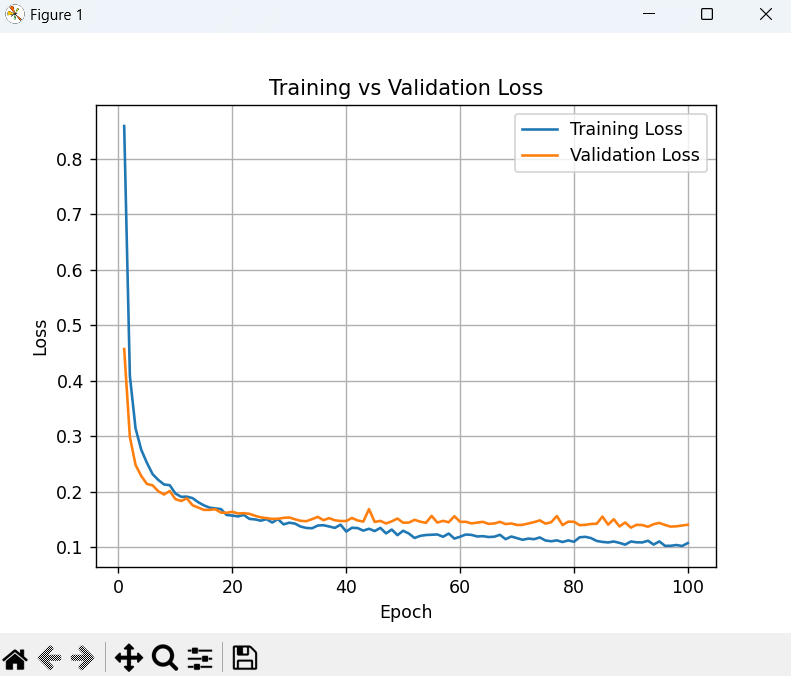 Figure 1
Training vs Validation Loss
Training Loss
Validation Loss
0.8
0.7
0.6
0.5
0.4
0.3
0.2
0.1
Loss
0 20 40 60 80 100
Epoch